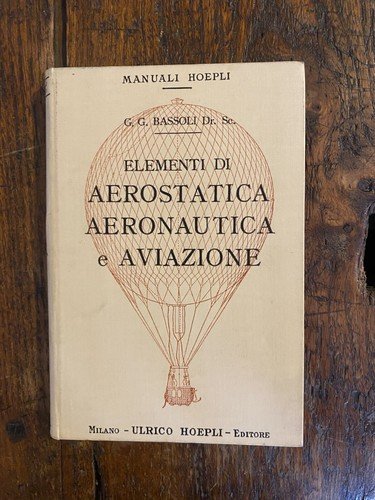 MANUALI HOEPLI
G. G. BASSOLI Dr. Sc.
ELEMENTI DI
AEROSTATICA
AERONAUTICA
e AVIAZIONE
MILANO – ULRICO HOEPLI – EDITORE